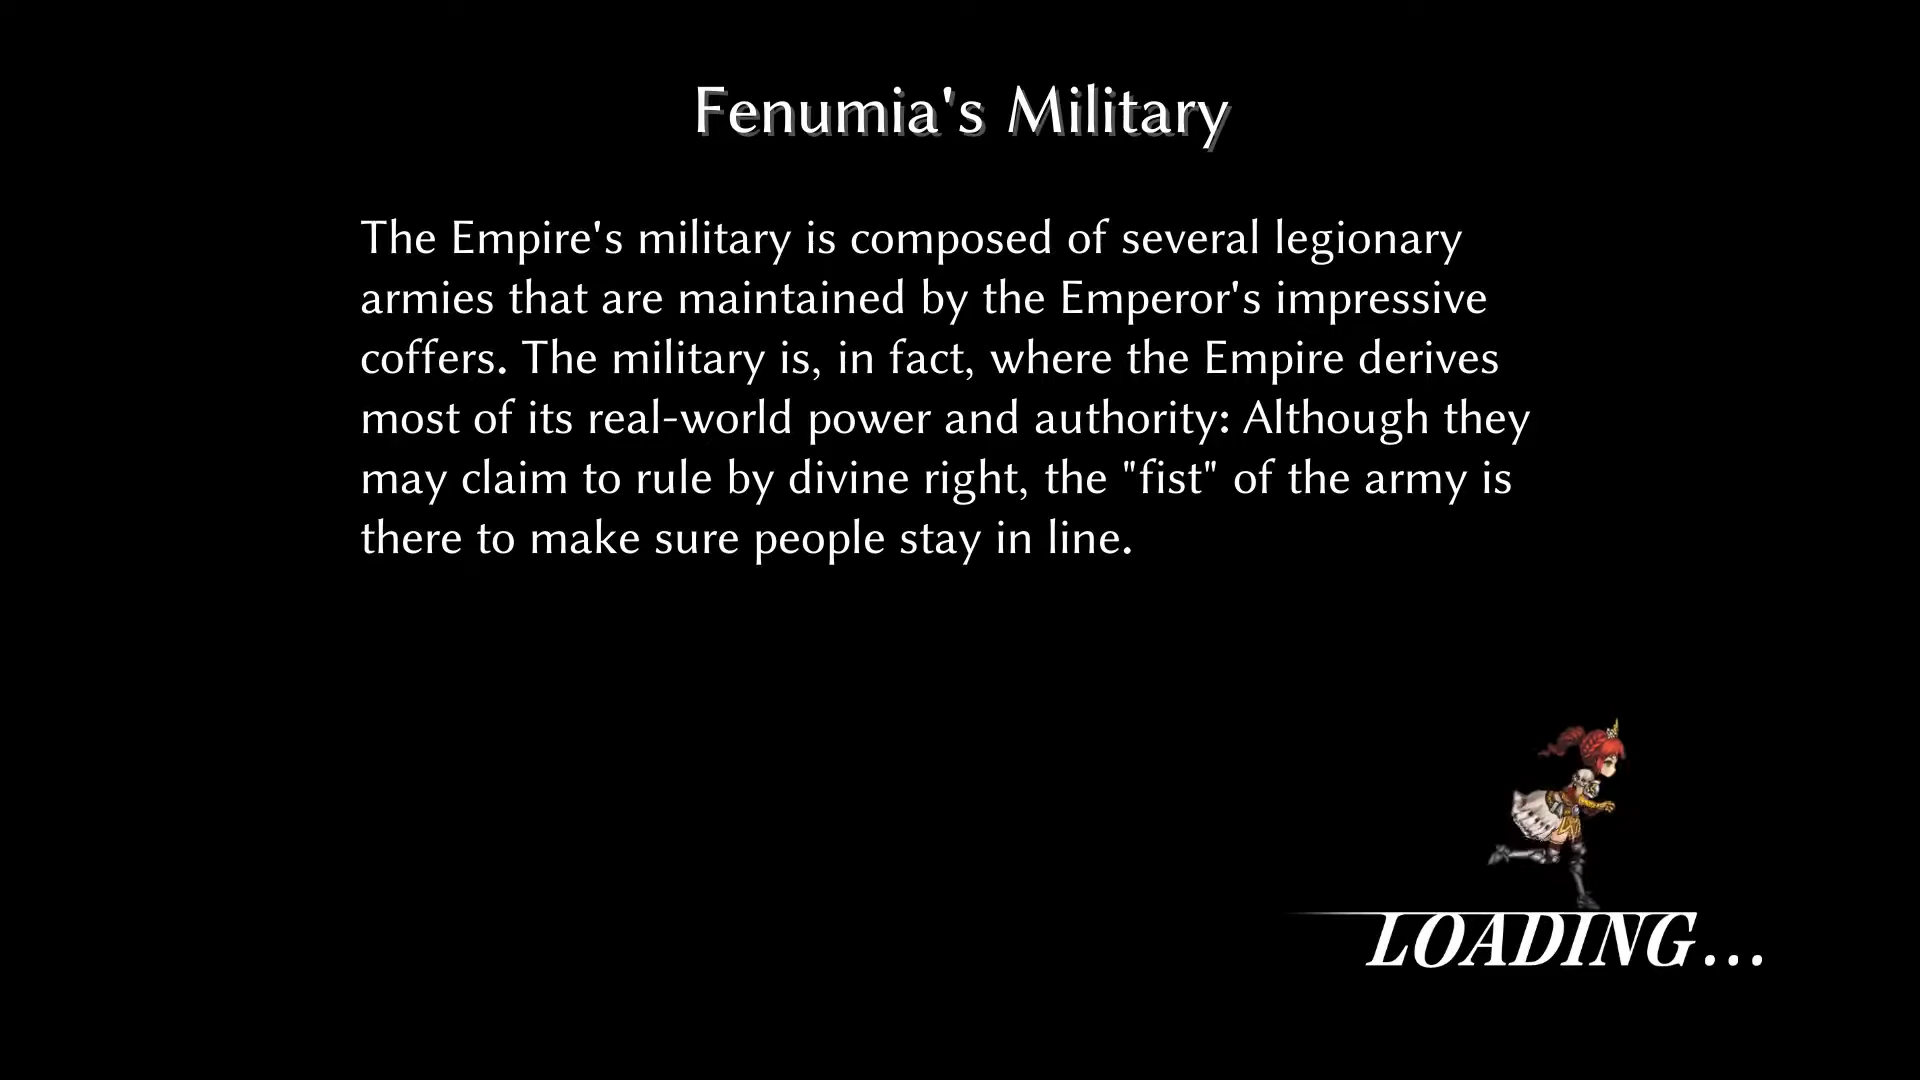 Fenumia's Military
The Empire's military is composed of several legionary
armies that are maintained by the Emperor's impressive
coffers. The military is, in fact, where the Empire derives
most of its real-world power and authority: Although they
may claim to rule by divine right, the "fist" of the army is
there to make sure people stay in line.
LOADING...